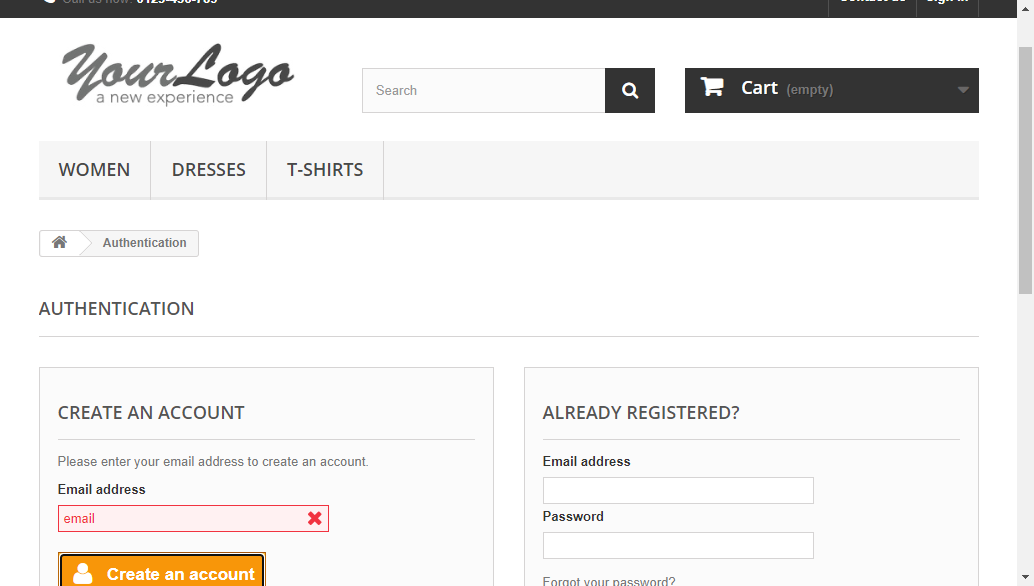 Call us now: 0123-456-789
Contact us
Sign in
YourLogo
a new experience
Search
Cart (empty)
WOMEN
DRESSES
T-SHIRTS
Authentication
AUTHENTICATION
CREATE AN ACCOUNT
Please enter your email address to create an account.
Email address
email
Create an account
ALREADY REGISTERED?
Email address
Password
Forgot your password?